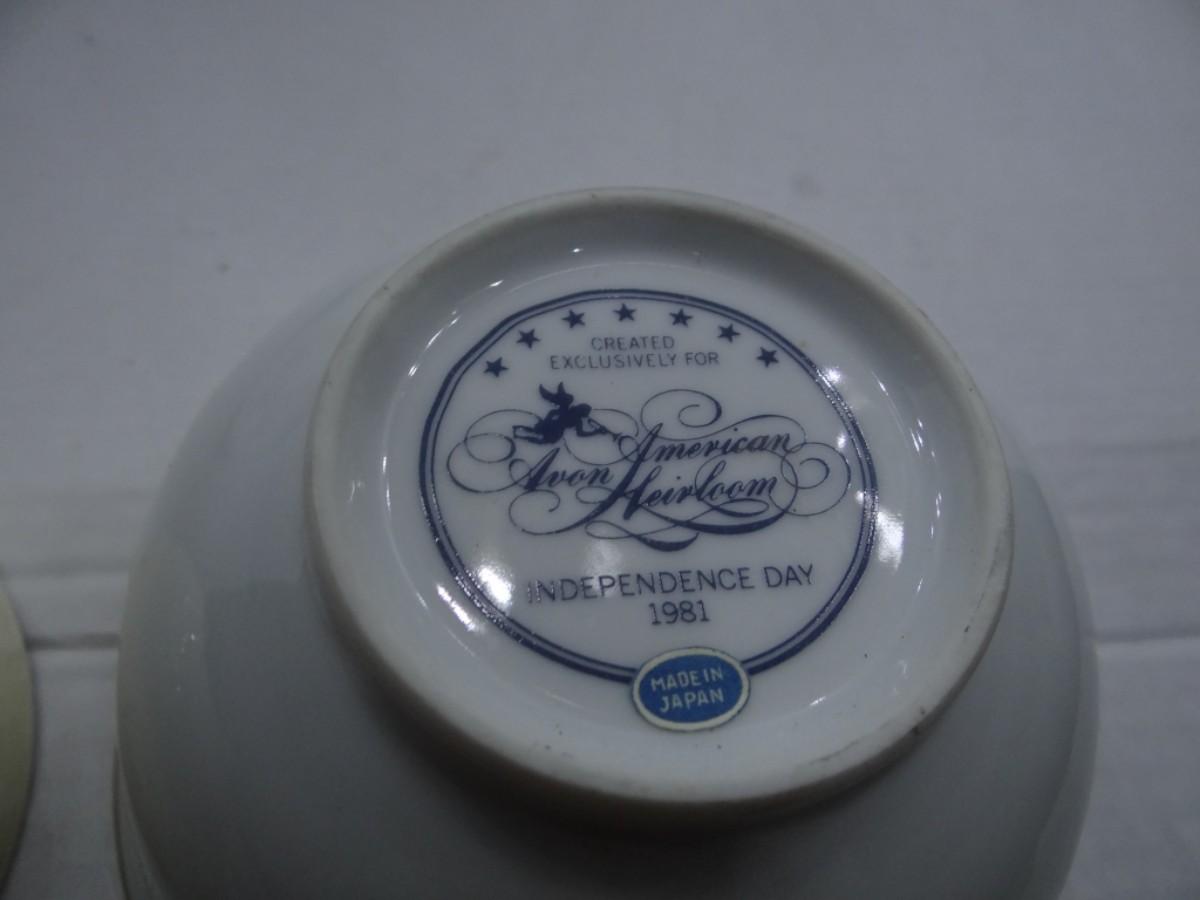 CREATED
EXCLUSIVELY FOR
Avon American
Heirloom
INDEPENDENCE DAY
1981
MADE IN
JAPAN